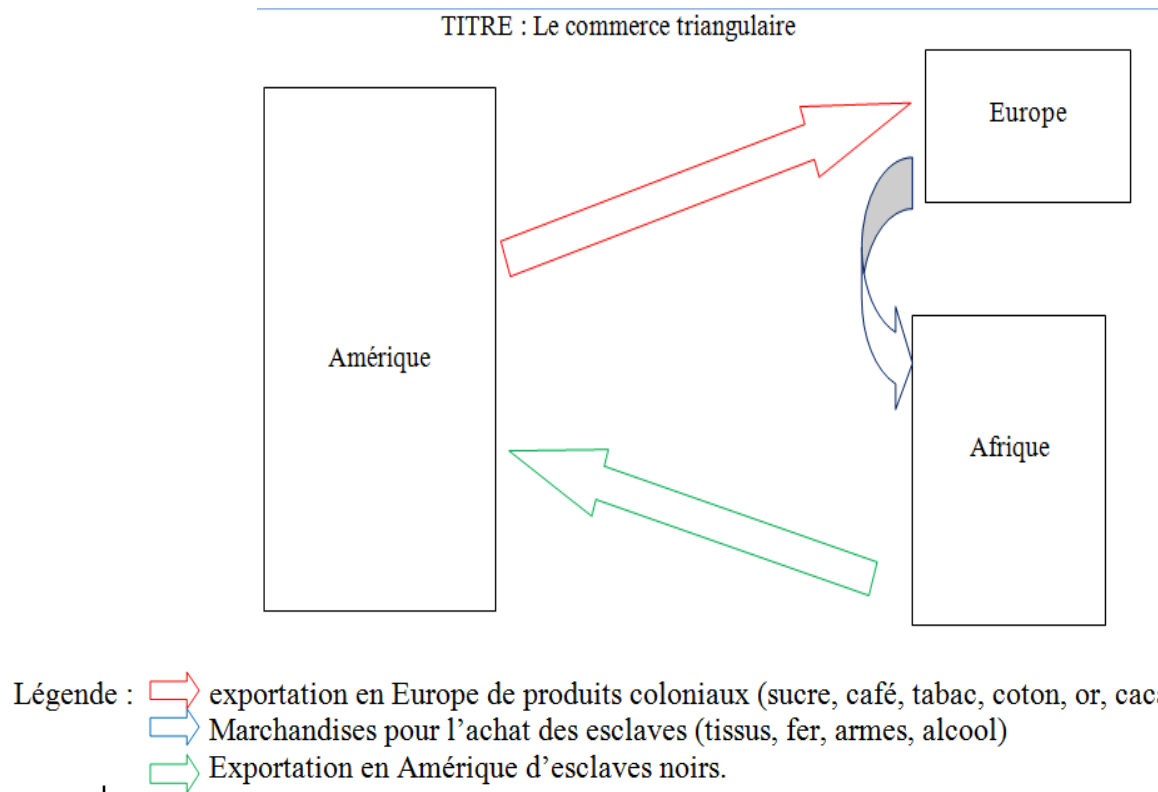 TITRE : Le commerce triangulaire
Europe
Amérique
Afrique
Légende : exportation en Europe de produits coloniaux (sucre, café, tabac, coton, or,
Marchandises pour l’achat des esclaves (tissus, fer, armes, alcool)
Exportation en Amérique d’esclaves noirs.